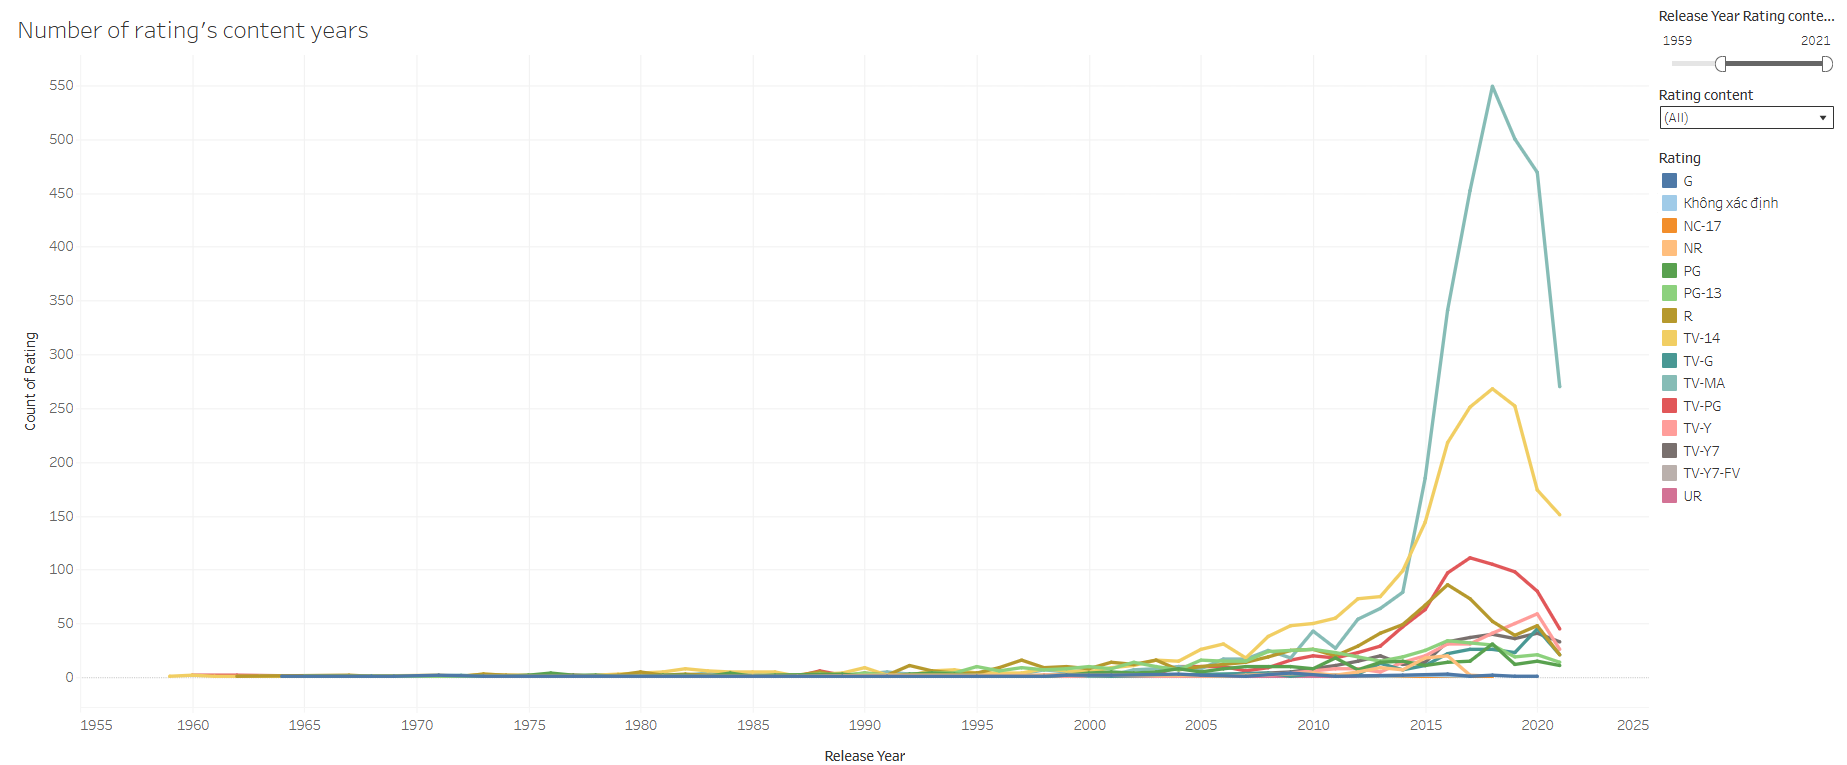 Number of rating's content years
Release Year Rating conte...
1959 2021
Rating content
(All)
Rating
G
Không xác định
NC-17
NR
PG
PG-13
R
TV-14
TV-G
TV-MA
TV-PG
TV-Y
TV-Y7
TV-Y7-FV
UR
Count of Rating
550
500
450
400
350
300
250
200
150
100
50
0
1955 1960 1965 1970 1975 1980 1985 1990 1995 2000 2005 2010 2015 2020 2025
Release Year